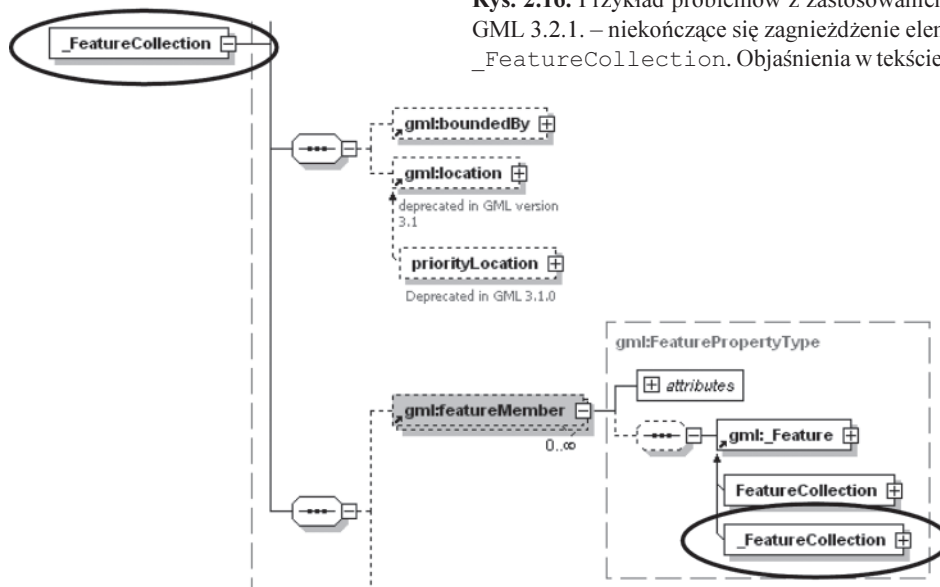 Rys. 2.16. Przykład problemów z zastosowaniem
GML 3.2.1. – niekończące się zagnieżdżenie elem
_FeatureCollection. Objaśnienia w tekście
_FeatureCollection
gml:boundedBy
gml:location
deprecated in GML version
3.1
priorityLocation
Deprecated in GML 3.1.0
gml:FeaturePropertyType
attributes
gml:featureMember
0..∞
gml:_Feature
FeatureCollection
_FeatureCollection